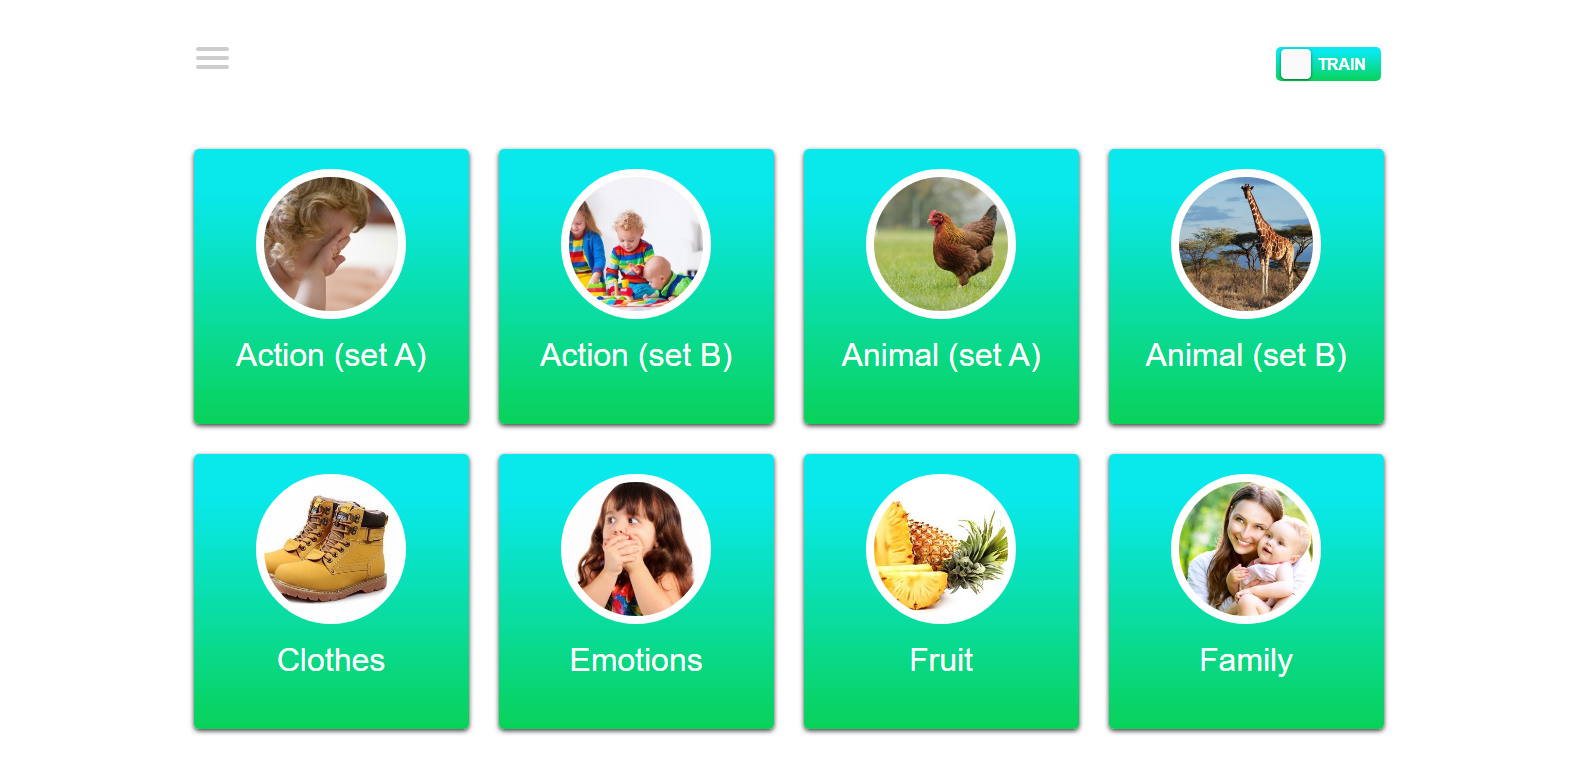 TRAIN
Action (set A)
Action (set B)
Animal (set A)
Animal (set B)
Clothes
Emotions
Fruit
Family